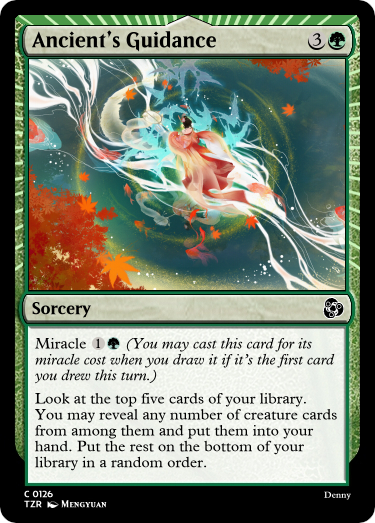 Ancient's Guidance 3
Sorcery
Miracle 1 (You may cast this card for its
miracle cost when you draw it if it's the first card
you drew this turn.)
Look at the top five cards of your library.
You may reveal any number of creature cards
from among them and put them into your
hand. Put the rest on the bottom of your
library in a random order.
C 0126
TZR Mengyuan
Denny